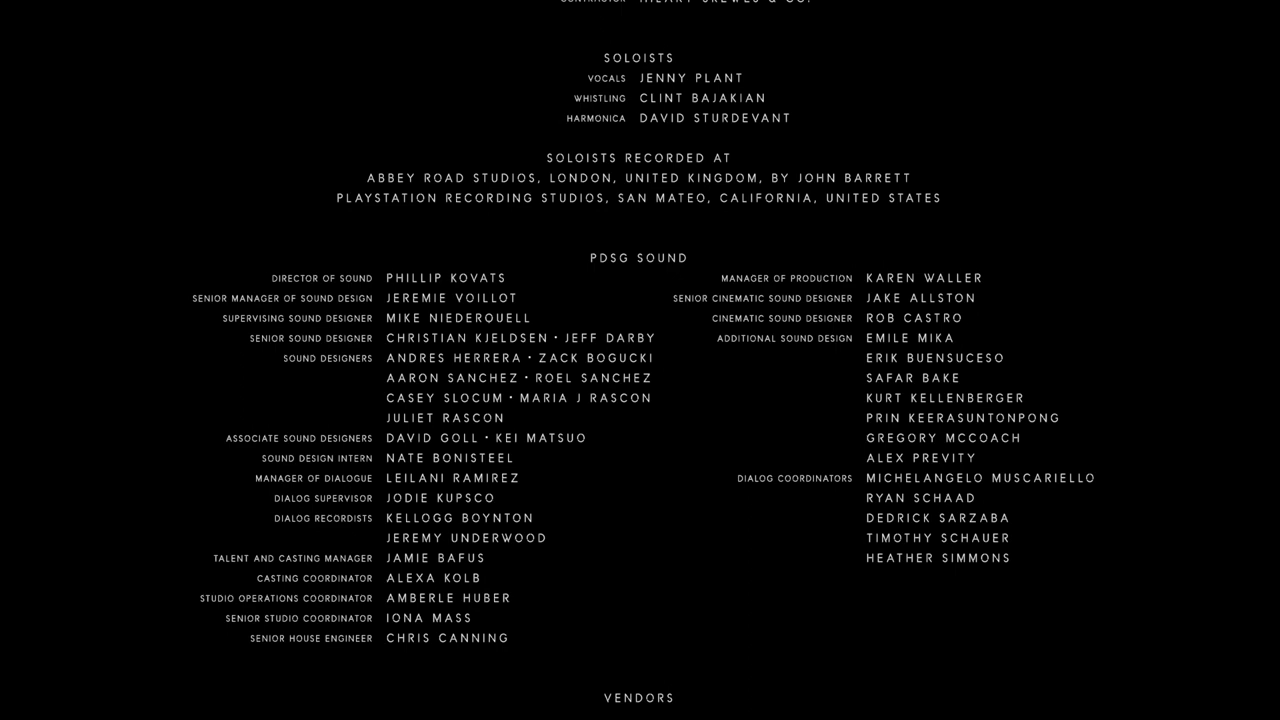 SOLOISTS
VOCALS JENNY PLANT
WHISTLING CLINT BAJAKIAN
HARMONICA DAVID STURDEVANT
SOLOISTS RECORDED AT
ABBEY ROAD STUDIOS, LONDON, UNITED KINGDOM, BY JOHN BARRETT
PLAYSTATION RECORDING STUDIOS, SAN MATEO, CALIFORNIA, UNITED STATES
PDSG SOUND
DIRECTOR OF SOUND PHILLIP KOVATS
SENIOR MANAGER OF SOUND DESIGN JEREMIE VOILLOT
SUPERVISING SOUND DESIGNER MIKE NIEDERQUELL
SENIOR SOUND DESIGNER CHRISTIAN KJELDSEN • JEFF DARBY
SOUND DESIGNERS ANDRES HERRERA • ZACK BOGUCKI
AARON SANCHEZ • ROEL SANCHEZ
CASEY SLOCUM • MARIA J RASCON
JULIET RASCON
ASSOCIATE SOUND DESIGNERS DAVID GOLL • KEI MATSUO
SOUND DESIGN INTERN NATE BONISTEEL
MANAGER OF DIALOGUE LEILANI RAMIREZ
DIALOG SUPERVISOR JODIE KUPSCO
DIALOG RECORDISTS KELLOGG BOYNTON
JEREMY UNDERWOOD
TALENT AND CASTING MANAGER JAMIE BAFUS
CASTING COORDINATOR ALEXA KOLB
STUDIO OPERATIONS COORDINATOR AMBERLE HUBER
SENIOR STUDIO COORDINATOR IONA MASS
SENIOR HOUSE ENGINEER CHRIS CANNING
MANAGER OF PRODUCTION KAREN WALLER
SENIOR CINEMATIC SOUND DESIGNER JAKE ALLSTON
CINEMATIC SOUND DESIGNER ROB CASTRO
ADDITIONAL SOUND DESIGN EMILE MIKA
ERIK BUENSUCESO
SAFAR BAKE
KURT KELLENBERGER
PRIN KEERASUNTONPONG
GREGORY MCCOACH
ALEX PREVITY
DIALOG COORDINATORS MICHELANGELO MUSCARIELLO
RYAN SCHAAD
DEDRICK SARZABA
TIMOTHY SCHAUER
HEATHER SIMMONS
VENDORS